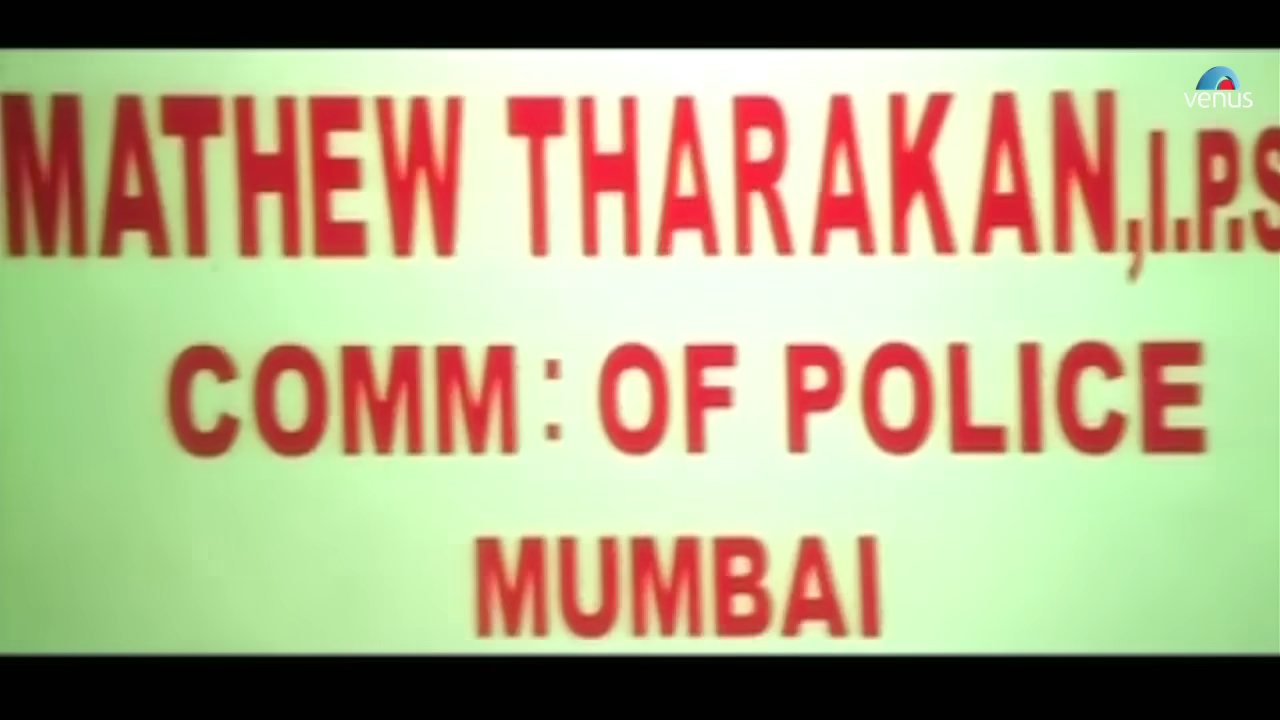 venus
MATHEW THARAKAN, I.P.S
COMM : OF POLICE
MUMBAI